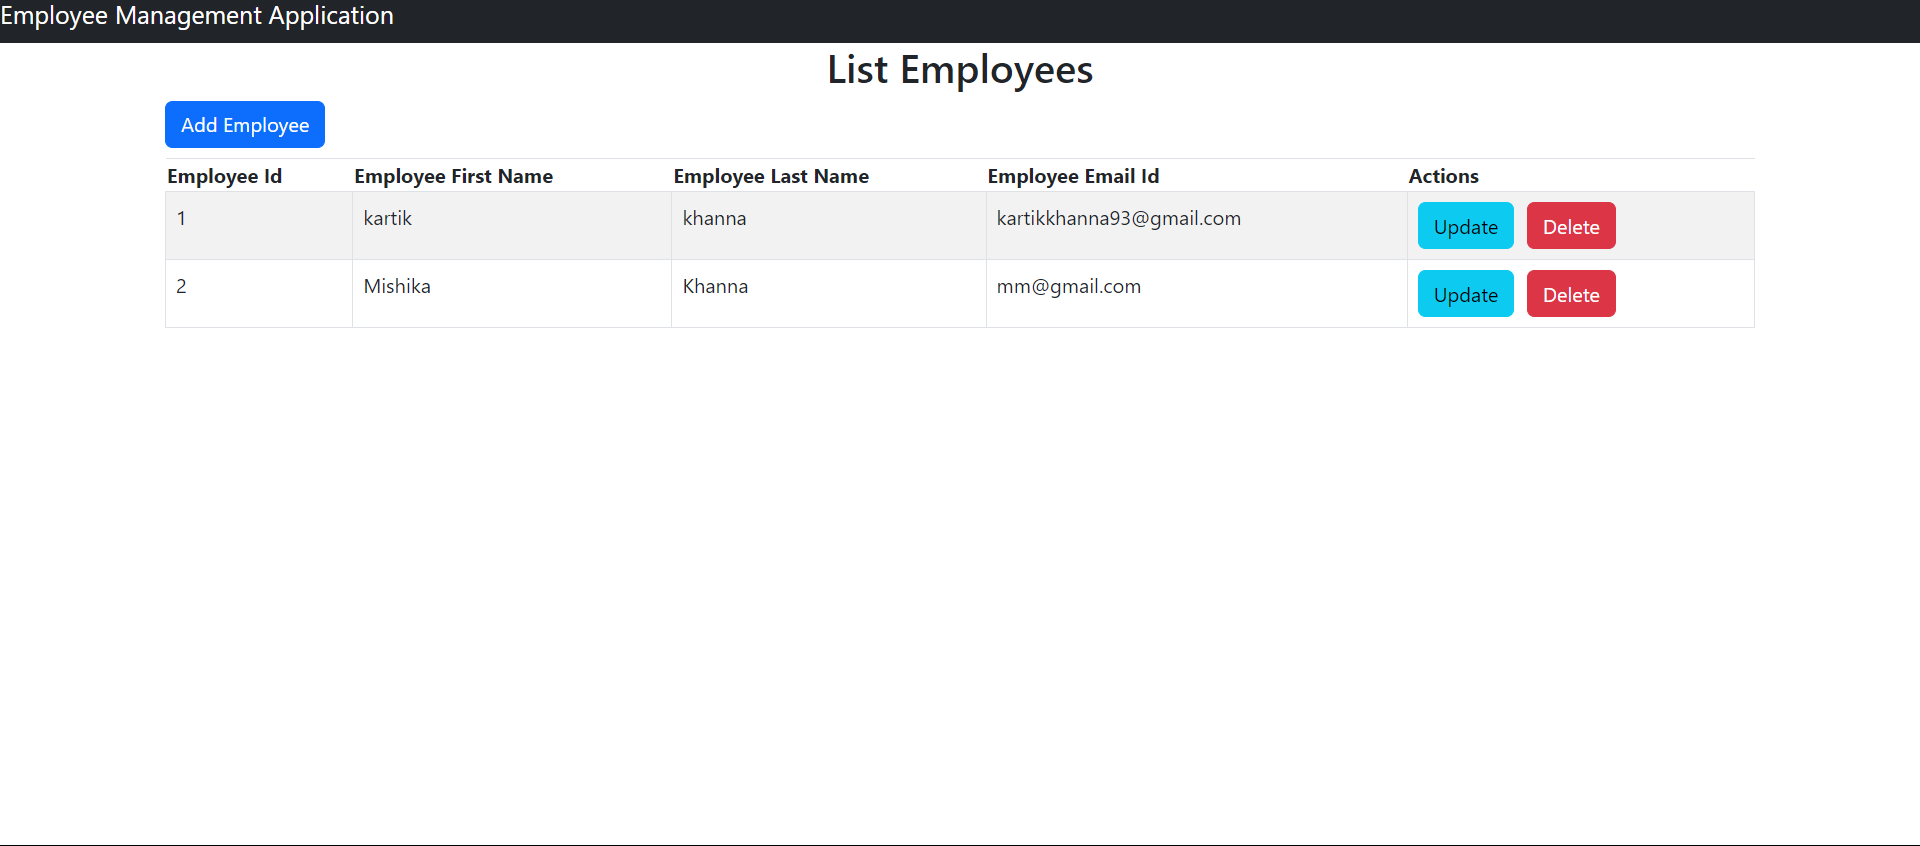 Employee Management Application
List Employees
Add Employee
Employee Id Employee First Name Employee Last Name Employee Email Id Actions
1 kartik khanna kartikkhanna93@gmail.com Update Delete
2 Mishika Khanna mm@gmail.com Update Delete